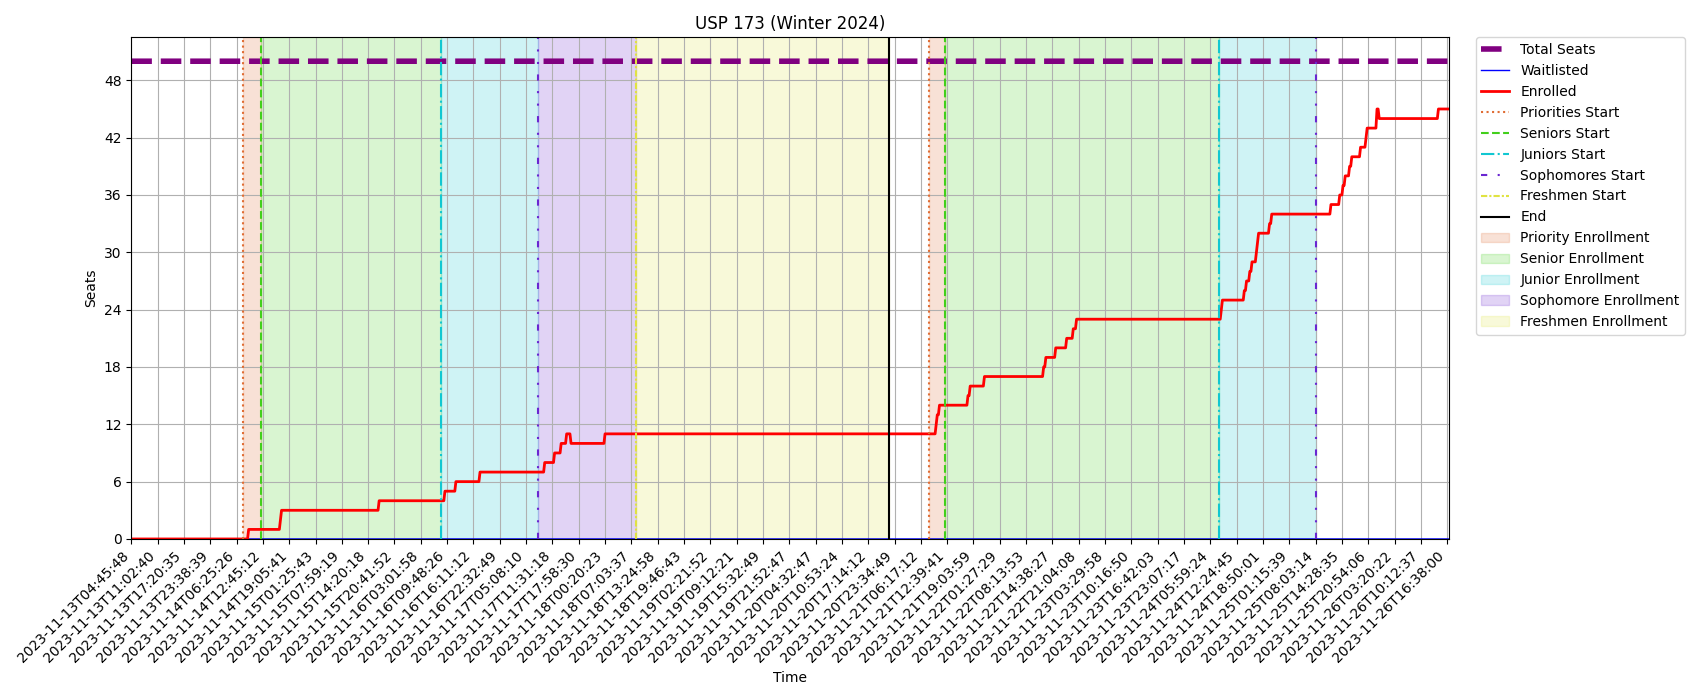 USP 173 (Winter 2024)
Seats
48
42
36
30
24
18
12
6
0
2023-11-13T04:45:48
2023-11-13T11:02:40
2023-11-13T17:20:35
2023-11-13T23:38:39
2023-11-14T06:25:26
2023-11-14T12:45:12
2023-11-14T19:05:41
2023-11-15T01:25:43
2023-11-15T07:59:19
2023-11-15T14:20:18
2023-11-15T20:41:52
2023-11-16T03:01:58
2023-11-16T09:48:26
2023-11-16T16:11:12
2023-11-16T22:32:49
2023-11-17T05:08:10
2023-11-17T11:31:18
2023-11-17T17:58:30
2023-11-18T00:20:23
2023-11-18T07:03:37
2023-11-18T13:24:58
2023-11-18T19:46:43
2023-11-19T02:21:52
2023-11-19T09:12:21
2023-11-19T15:32:49
2023-11-19T21:52:47
2023-11-20T04:32:47
2023-11-20T10:53:24
2023-11-20T17:14:12
2023-11-20T23:34:49
2023-11-21T06:17:12
2023-11-21T12:39:41
2023-11-21T19:03:59
2023-11-22T01:27:29
2023-11-22T08:13:53
2023-11-22T14:38:27
2023-11-22T21:04:08
2023-11-23T03:29:58
2023-11-23T10:16:50
2023-11-23T16:42:03
2023-11-23T23:07:17
2023-11-24T05:59:24
2023-11-24T12:24:45
2023-11-24T18:50:01
2023-11-25T01:15:39
2023-11-25T08:03:14
2023-11-25T14:28:35
2023-11-25T20:54:06
2023-11-26T03:20:22
2023-11-26T10:12:37
2023-11-26T16:38:00
Time
Total Seats
Waitlisted
Enrolled
Priorities Start
Seniors Start
Juniors Start
Sophomores Start
Freshmen Start
End
Priority Enrollment
Senior Enrollment
Junior Enrollment
Sophomore Enrollment
Freshmen Enrollment